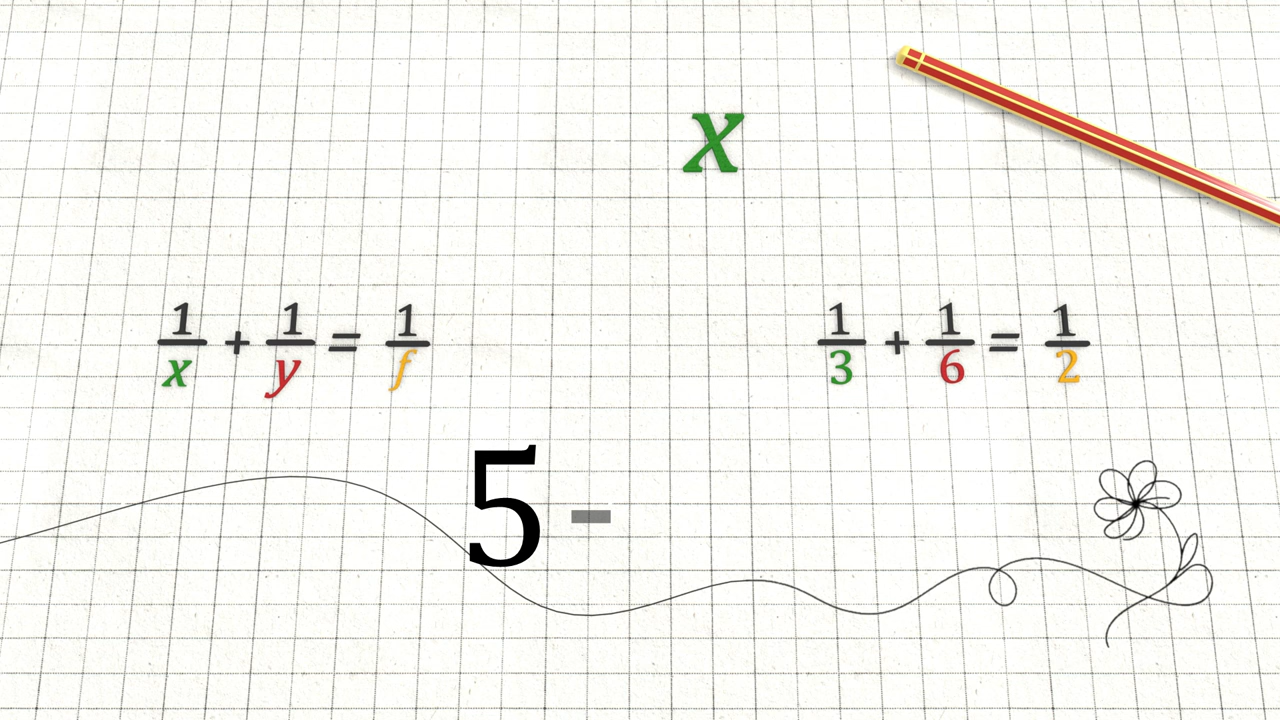 x
1/x + 1/y = 1/f
1/3 + 1/6 = 1/2
5 -